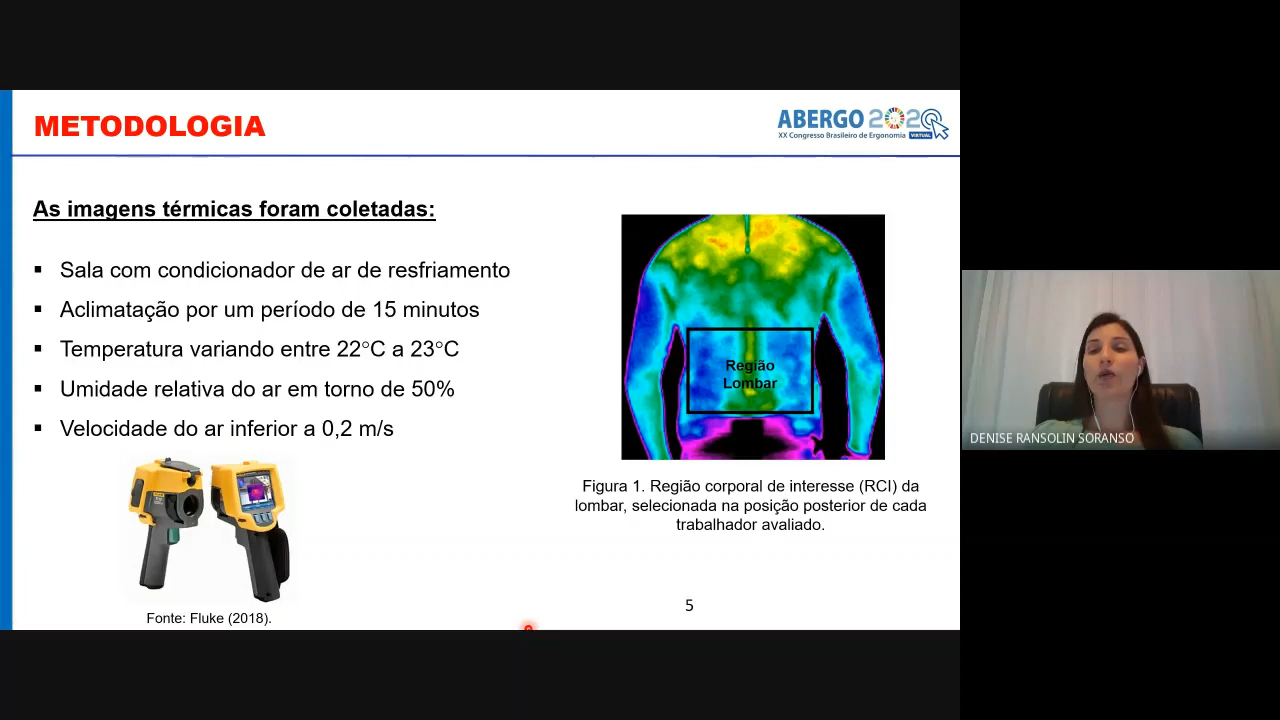 METODOLOGIA
ABERGO 2020
XX Congresso Brasileiro de Ergonomia VIRTUAL
As imagens térmicas foram coletadas:
▪ Sala com condicionador de ar de resfriamento
▪ Aclimatação por um período de 15 minutos
▪ Temperatura variando entre 22°C a 23°C
▪ Umidade relativa do ar em torno de 50%
▪ Velocidade do ar inferior a 0,2 m/s
Fonte: Fluke (2018).
Região
Lombar
Figura 1. Região corporal de interesse (RCI) da
lombar, selecionada na posição posterior de cada
trabalhador avaliado.
5
DENISE RANSOLIN SORANSO